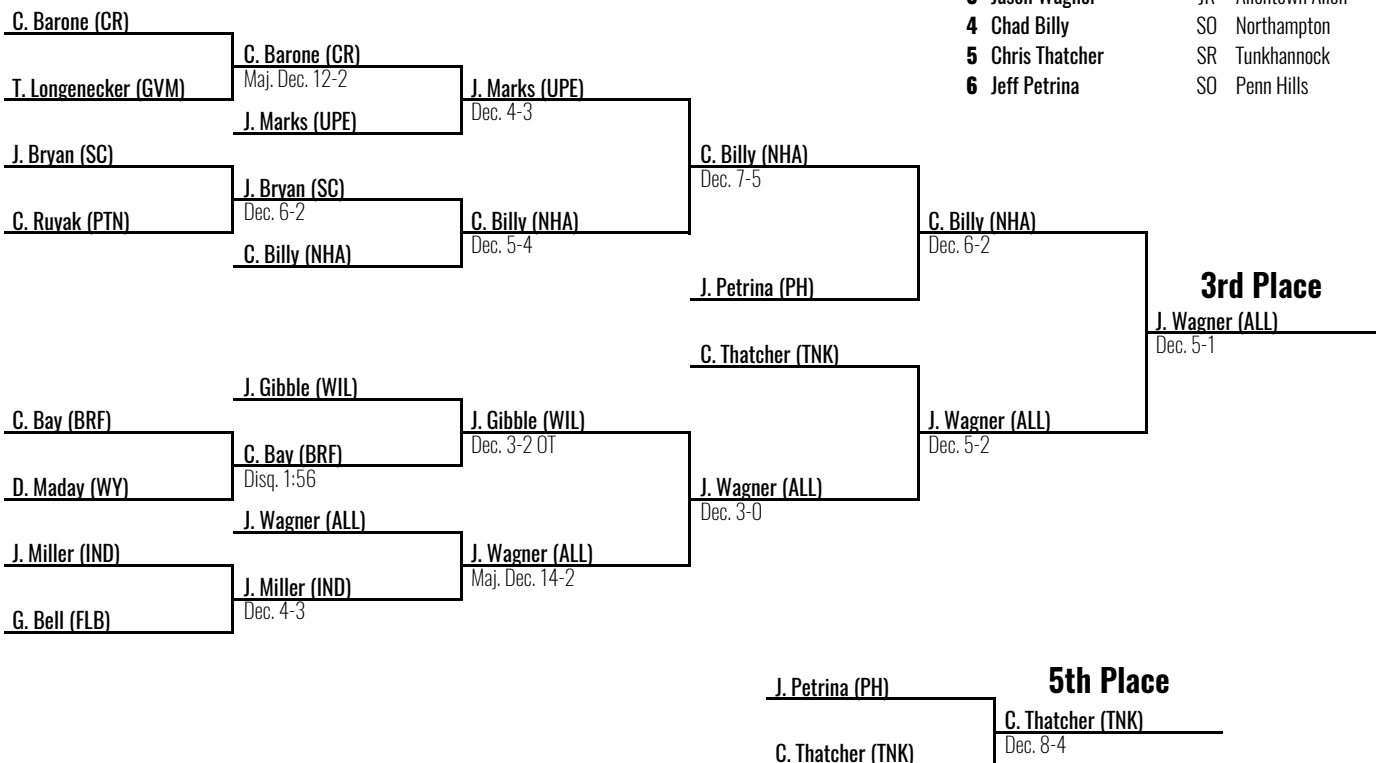 3 Jason Wagner JR Allentown Allen
C. Barone (CR)
4 Chad Billy SO Northampton
C. Barone (CR)
5 Chris Thatcher SR Tunkhannock
Maj. Dec. 12-2
T. Longenecker (GVM)
J. Marks (UPE)
6 Jeff Petrina SO Penn Hills
Dec. 4-3
J. Marks (UPE)
J. Bryan (SC)
C. Billy (NHA)
Dec. 7-5
J. Bryan (SC)
Dec. 6-2
C. Ruyak (PTN)
C. Billy (NHA)
C. Billy (NHA)
Dec. 5-4
Dec. 6-2
C. Billy (NHA)
J. Petrina (PH)
3rd Place
J. Wagner (ALL)
Dec. 5-1
C. Thatcher (TNK)
J. Gibble (WIL)
C. Bay (BRF)
J. Gibble (WIL)
J. Wagner (ALL)
Dec. 3-2 OT
Dec. 5-2
C. Bay (BRF)
Disq. 1:56
D. Maday (WY)
J. Wagner (ALL)
Dec. 3-0
J. Wagner (ALL)
J. Miller (IND)
J. Wagner (ALL)
Maj. Dec. 14-2
J. Miller (IND)
Dec. 4-3
G. Bell (FLB)
J. Petrina (PH)
5th Place
C. Thatcher (TNK)
Dec. 8-4
C. Thatcher (TNK)